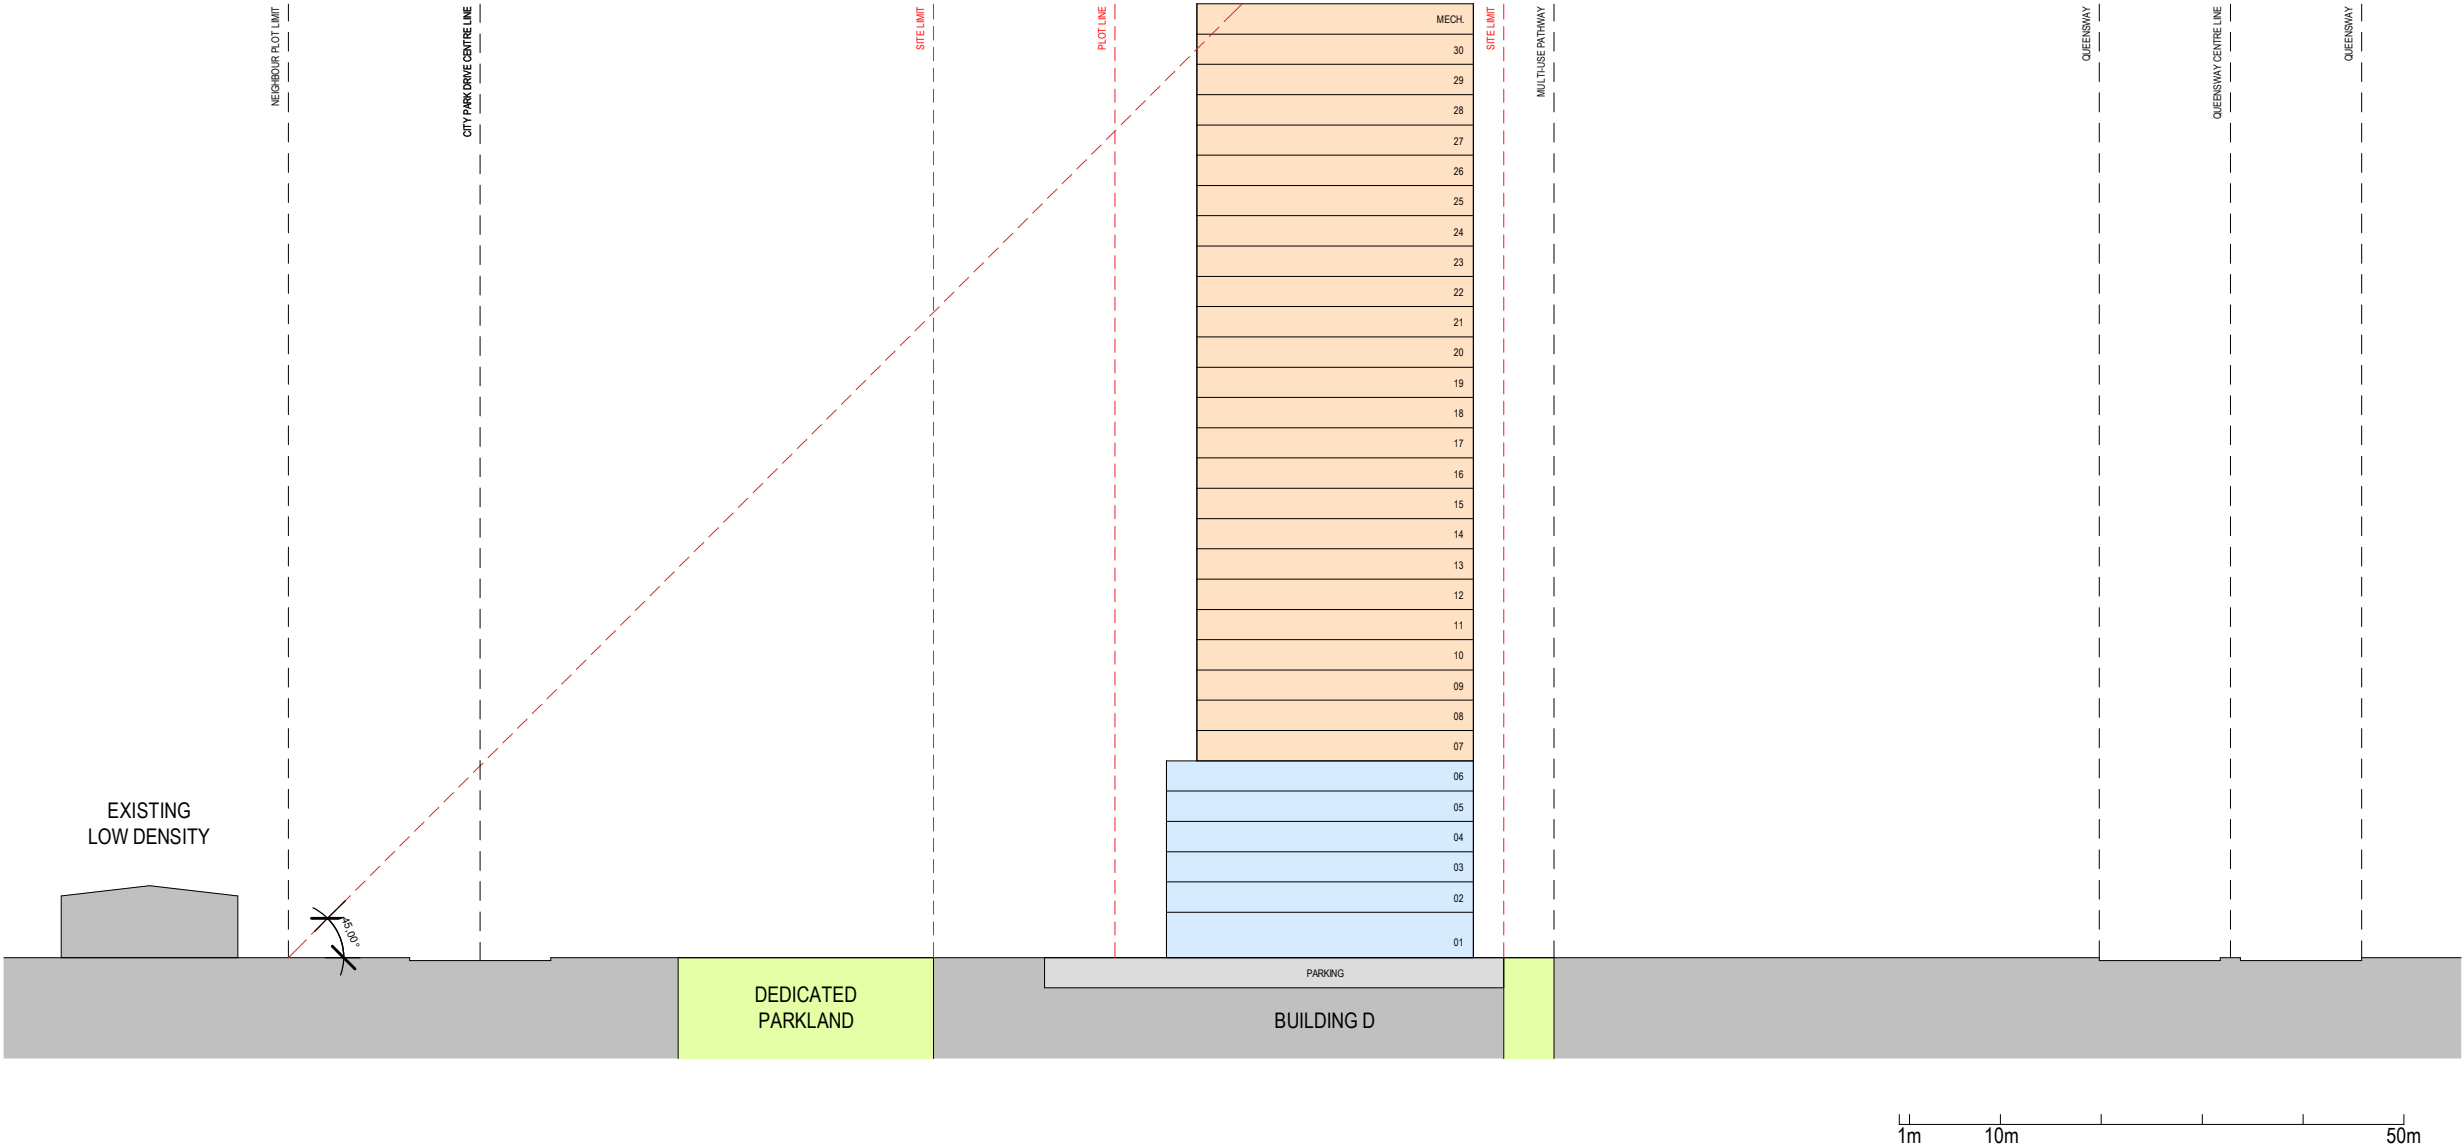 NEIGHBOUR PLOT LIMIT
CITY PARK DRIVE CENTRE LINE
SITE LIMIT
PLOT LINE
SITE LIMIT
MULTI-USE PATHWAY
QUEENSWAY
QUEENSWAY CENTRE LINE
QUEENSWAY
MECH.
30
29
28
27
26
25
24
23
22
21
20
19
18
17
16
15
14
13
12
11
10
09
08
07
06
05
04
03
02
01
EXISTING
LOW DENSITY
45,00°
PARKING
DEDICATED
PARKLAND
BUILDING D
1m 10m 50m